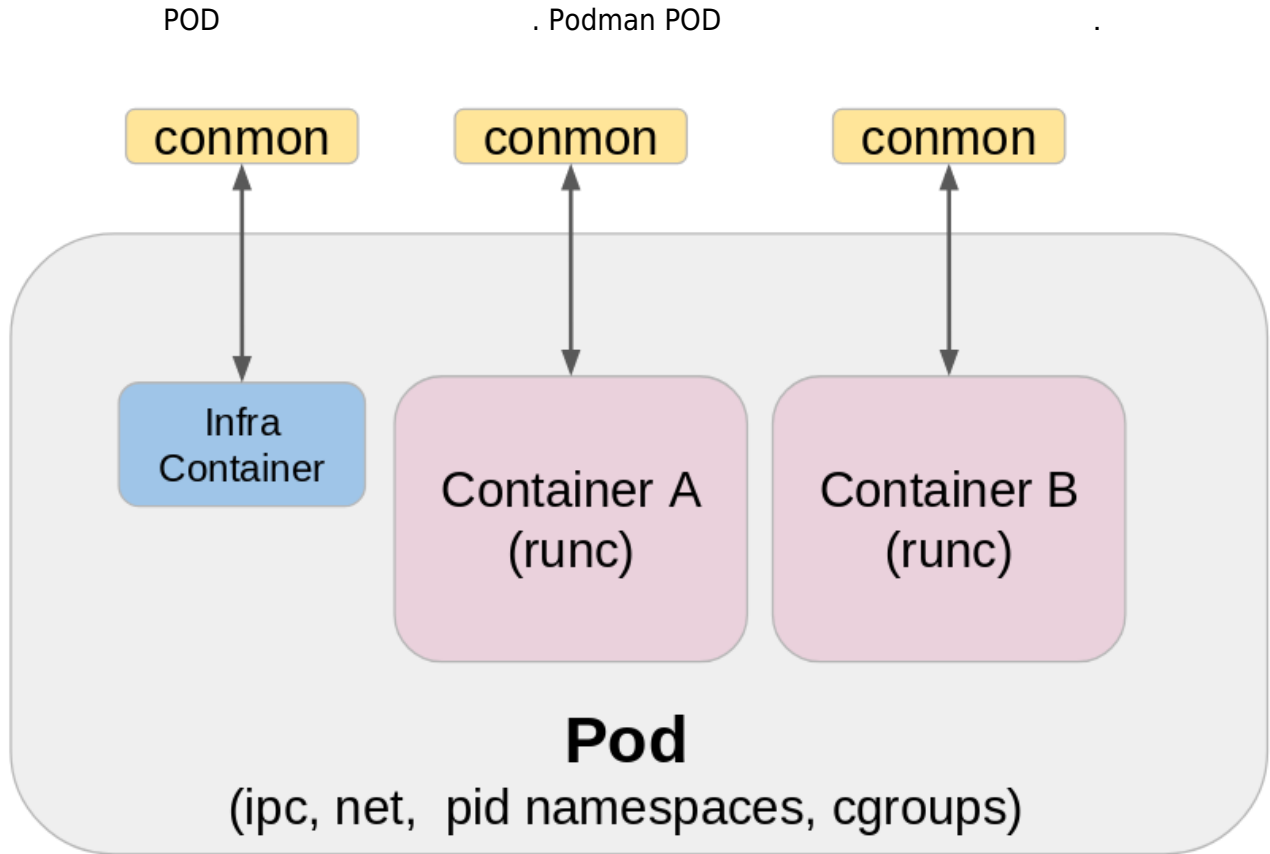 POD . Podman POD .
conmon conmon conmon
Infra
Container
Container A
(runc)
Container B
(runc)
Pod
(ipc, net, pid namespaces, cgroups)